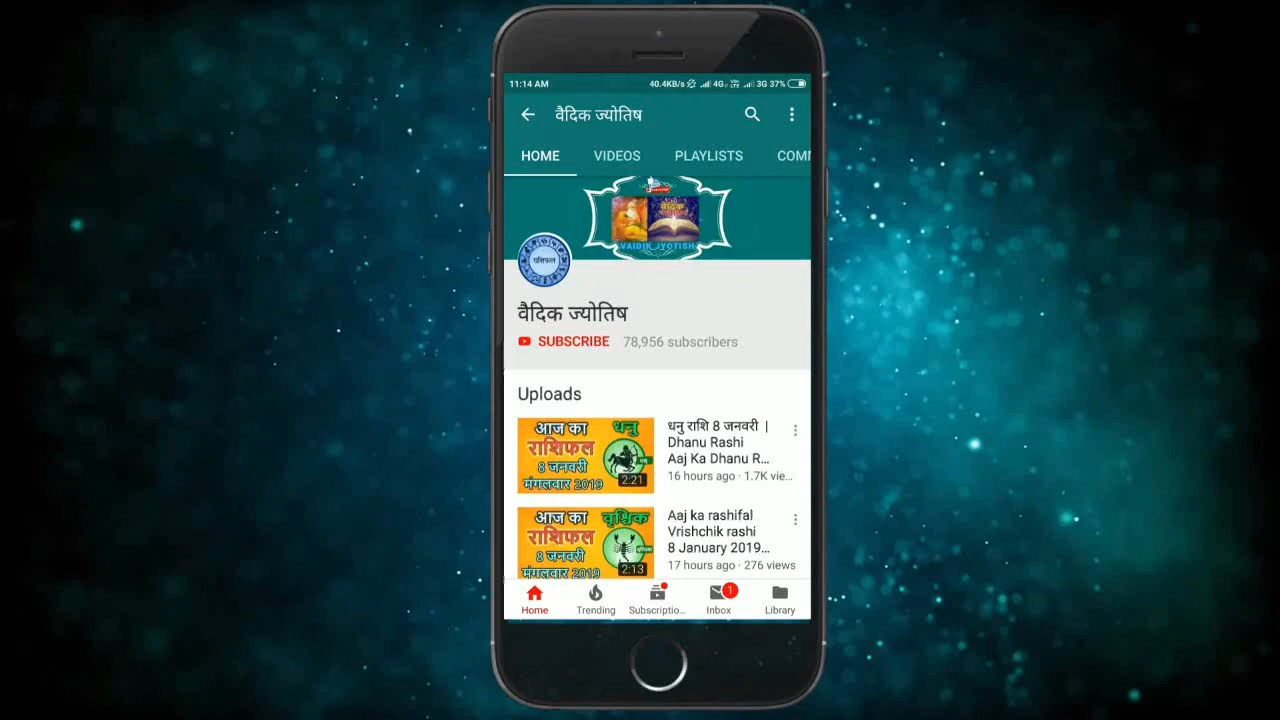 11:14 AM
40.4KB/s 4G 3G 37%
वैदिक ज्योतिष
HOME VIDEOS PLAYLISTS COMM
वैदिक
VAIDIK JYOTISH
राशिफल
वैदिक ज्योतिष
SUBSCRIBE 78,956 subscribers
Uploads
आज का धनु
राशिफल
8 जनवरी
मंगलवार 2019
2:21
धनु राशि 8 जनवरी |
Dhanu Rashi
Aaj Ka Dhanu R...
16 hours ago · 1.7K vie...
आज का वृश्चिक
राशिफल
8 जनवरी
मंगलवार 2019
2:13
Aaj ka rashifal
Vrishchik rashi
8 January 2019...
17 hours ago · 276 views
1
Home Trending Subscriptio... Inbox Library